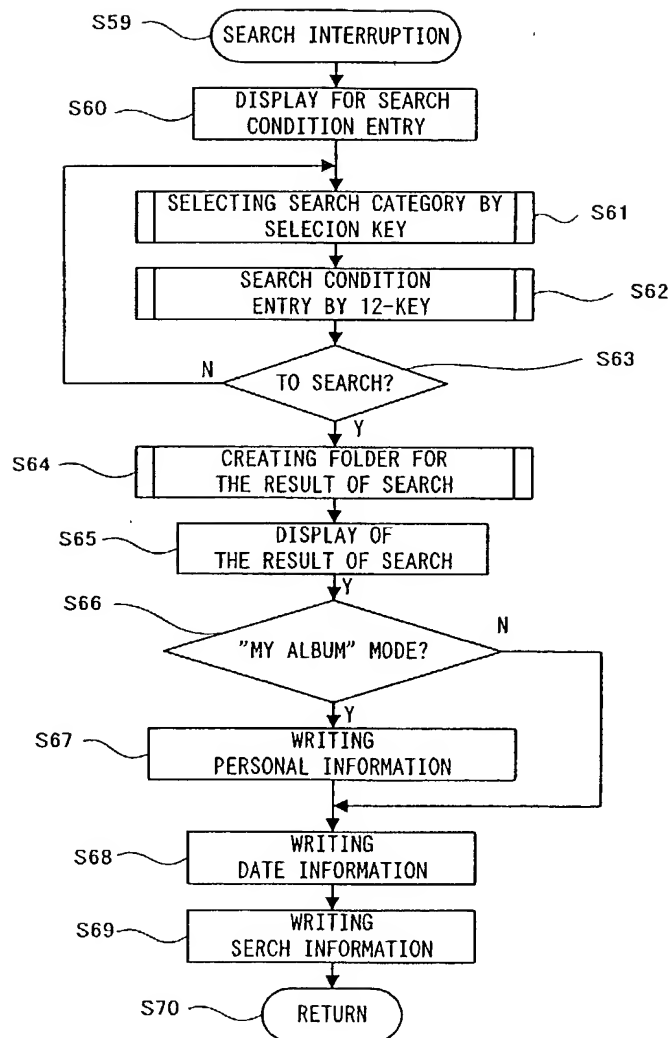 S59
SEARCH INTERRUPTION
S60
DISPLAY FOR SEARCH
CONDITION ENTRY
SELECTING SEARCH CATEGORY BY
SELECION KEY
S61
SEARCH CONDITION
ENTRY BY 12-KEY
S62
TO SEARCH?
S63
N
Y
S64
CREATING FOLDER FOR
THE RESULT OF SEARCH
S65
DISPLAY OF
THE RESULT OF SEARCH
Y
S66
"MY ALBUM" MODE?
N
Y
S67
WRITING
PERSONAL INFORMATION
S68
WRITING
DATE INFORMATION
S69
WRITING
SERCH INFORMATION
S70
RETURN